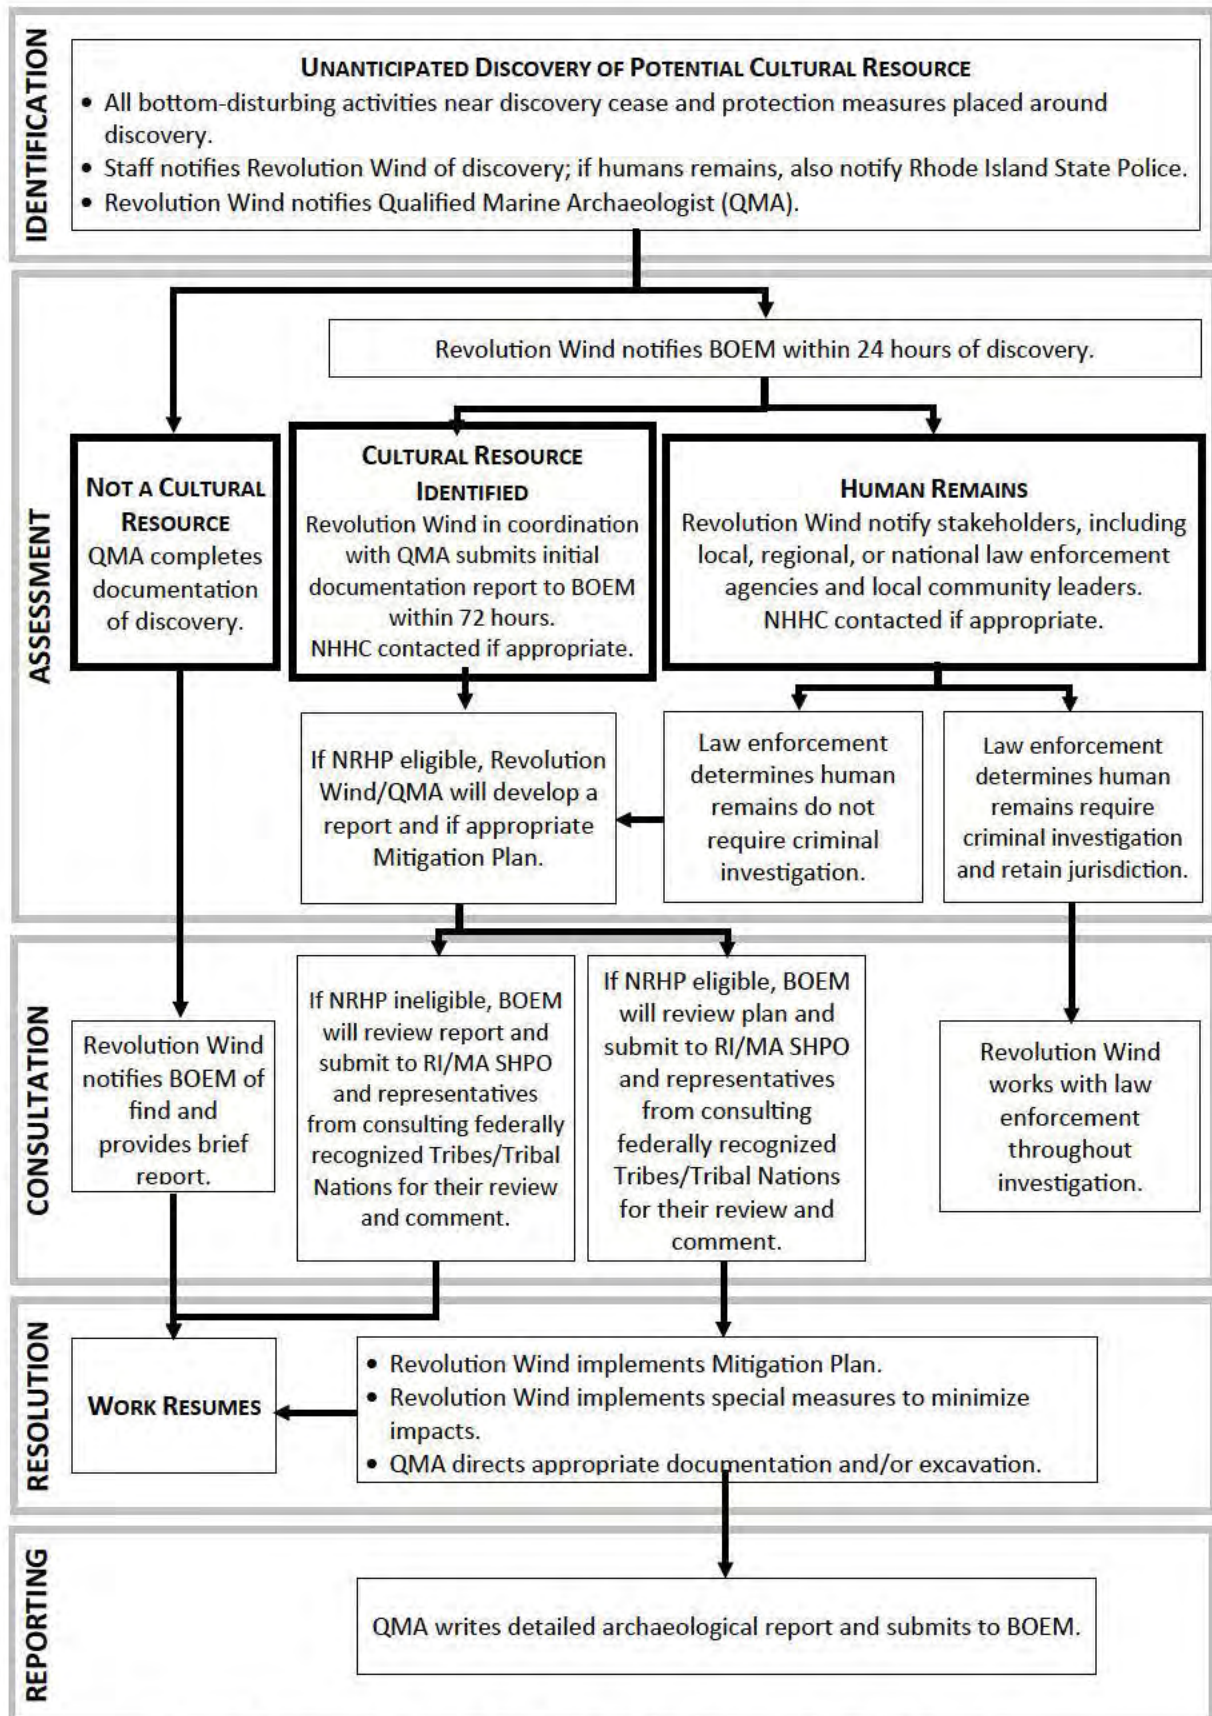 IDENTIFICATION
UNANTICIPATED DISCOVERY OF POTENTIAL CULTURAL RESOURCE
• All bottom-disturbing activities near discovery cease and protection measures placed around
discovery.
• Staff notifies Revolution Wind of discovery; if humans remains, also notify Rhode Island State Police.
• Revolution Wind notifies Qualified Marine Archaeologist (QMA).
ASSESSMENT
Revolution Wind notifies BOEM within 24 hours of discovery.
NOT A CULTURAL
RESOURCE
QMA completes
documentation
of discovery.
CULTURAL RESOURCE
IDENTIFIED
Revolution Wind in coordination
with QMA submits initial
documentation report to BOEM
within 72 hours.
NHHC contacted if appropriate.
HUMAN REMAINS
Revolution Wind notify stakeholders, including
local, regional, or national law enforcement
agencies and local community leaders.
NHHC contacted if appropriate.
If NRHP eligible, Revolution
Wind/QMA will develop a
report and if appropriate
Mitigation Plan.
Law enforcement
determines human
remains do not
require criminal
investigation.
Law enforcement
determines human
remains require
criminal investigation
and retain jurisdiction.
CONSULTATION
Revolution Wind
notifies BOEM of
find and
provides brief
report.
If NRHP ineligible, BOEM
will review report and
submit to RI/MA SHPO
and representatives
from consulting federally
recognized Tribes/Tribal
Nations for their review
and comment.
If NRHP eligible, BOEM
will review plan and
submit to RI/MA SHPO
and representatives
from consulting
federally recognized
Tribes/Tribal Nations
for their review and
comment.
Revolution Wind
works with law
enforcement
throughout
investigation.
RESOLUTION
WORK RESUMES
• Revolution Wind implements Mitigation Plan.
• Revolution Wind implements special measures to minimize
impacts.
• QMA directs appropriate documentation and/or excavation.
REPORTING
QMA writes detailed archaeological report and submits to BOEM.